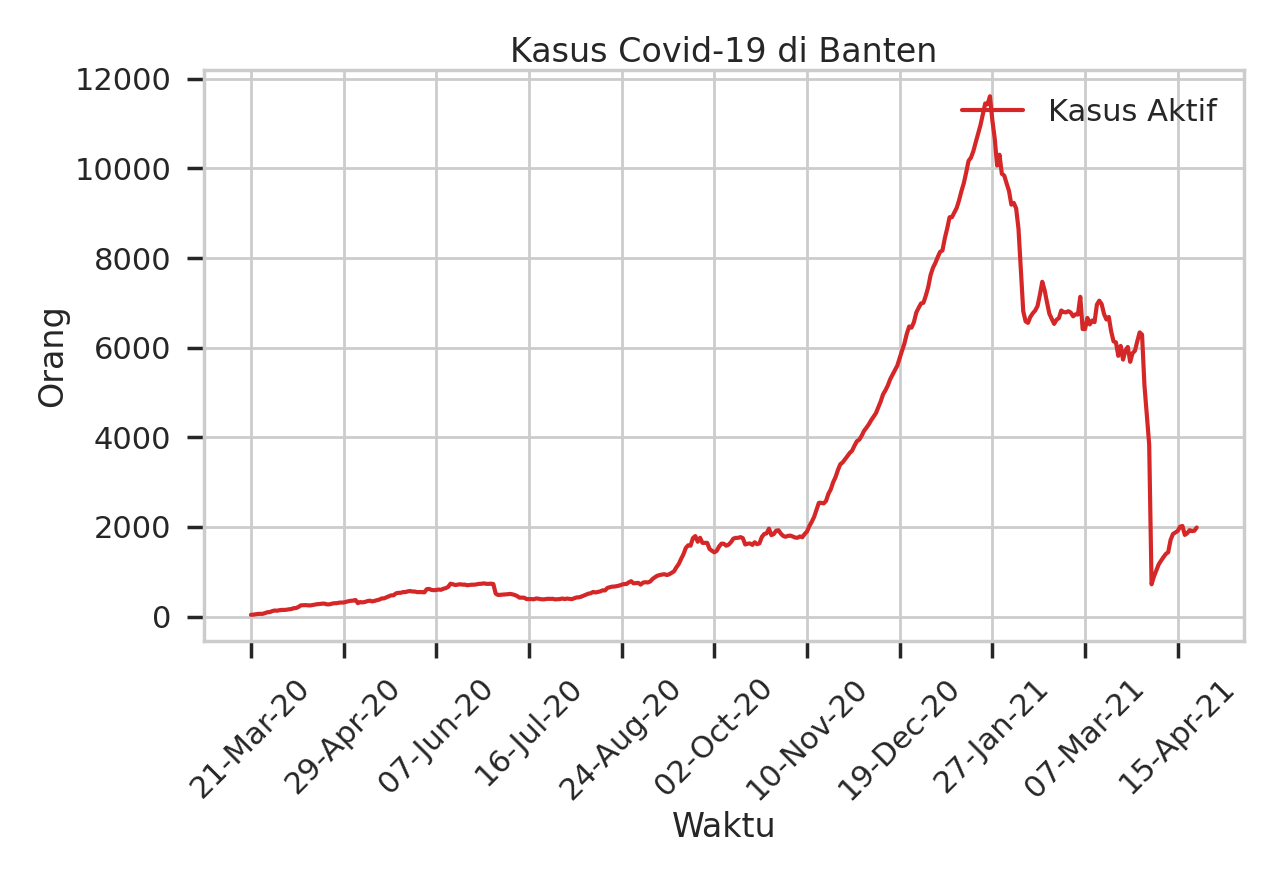 Kasus Covid-19 di Banten
Kasus Aktif
12000
10000
8000
6000
4000
2000
0
Orang
21-Mar-20
29-Apr-20
07-Jun-20
16-Jul-20
24-Aug-20
02-Oct-20
10-Nov-20
19-Dec-20
27-Jan-21
07-Mar-21
15-Apr-21
Waktu